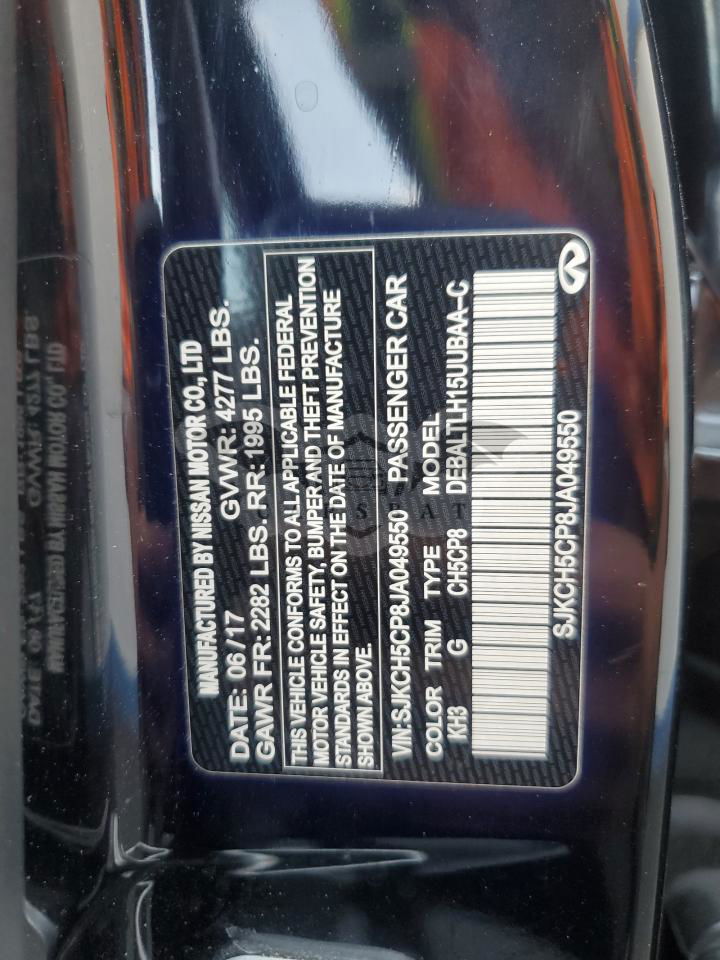 MANUFACTURED BY NISSAN MOTOR CO., LTD
DATE: 06/17 GVWR: 4277 LBS.
GAWR FR: 2282 LBS. RR: 1995 LBS.
THIS VEHICLE CONFORMS TO ALL APPLICABLE FEDERAL
MOTOR VEHICLE SAFETY, BUMPER AND THEFT PREVENTION
STANDARDS IN EFFECT ON THE DATE OF MANUFACTURE
SHOWN ABOVE.
VIN:SJKCH5CP8JA049550 PASSENGER CAR
COLOR TRIM TYPE MODEL
KH3 G CH5CP8 DEBALTLH15UUBAA-C
SJKCH5CP8JA049550